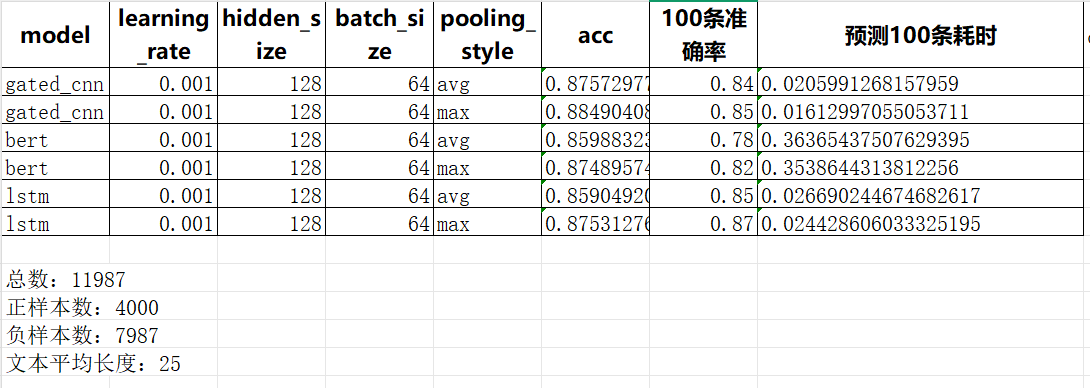 model learning_rate hidden_size batch_size pooling_style acc 100条准确率 预测100条耗时
gated_cnn 0.001 128 64 avg 0.87572977 0.84 0.0205991268157959
gated_cnn 0.001 128 64 max 0.88490408 0.85 0.01612997055053711
bert 0.001 128 64 avg 0.85988323 0.78 0.36365437507629395
bert 0.001 128 64 max 0.87489574 0.82 0.3538644313812256
lstm 0.001 128 64 avg 0.85904920 0.85 0.026690244674682617
lstm 0.001 128 64 max 0.87531276 0.87 0.024428606033325195
总数：11987
正样本数：4000
负样本数：7987
文本平均长度：25